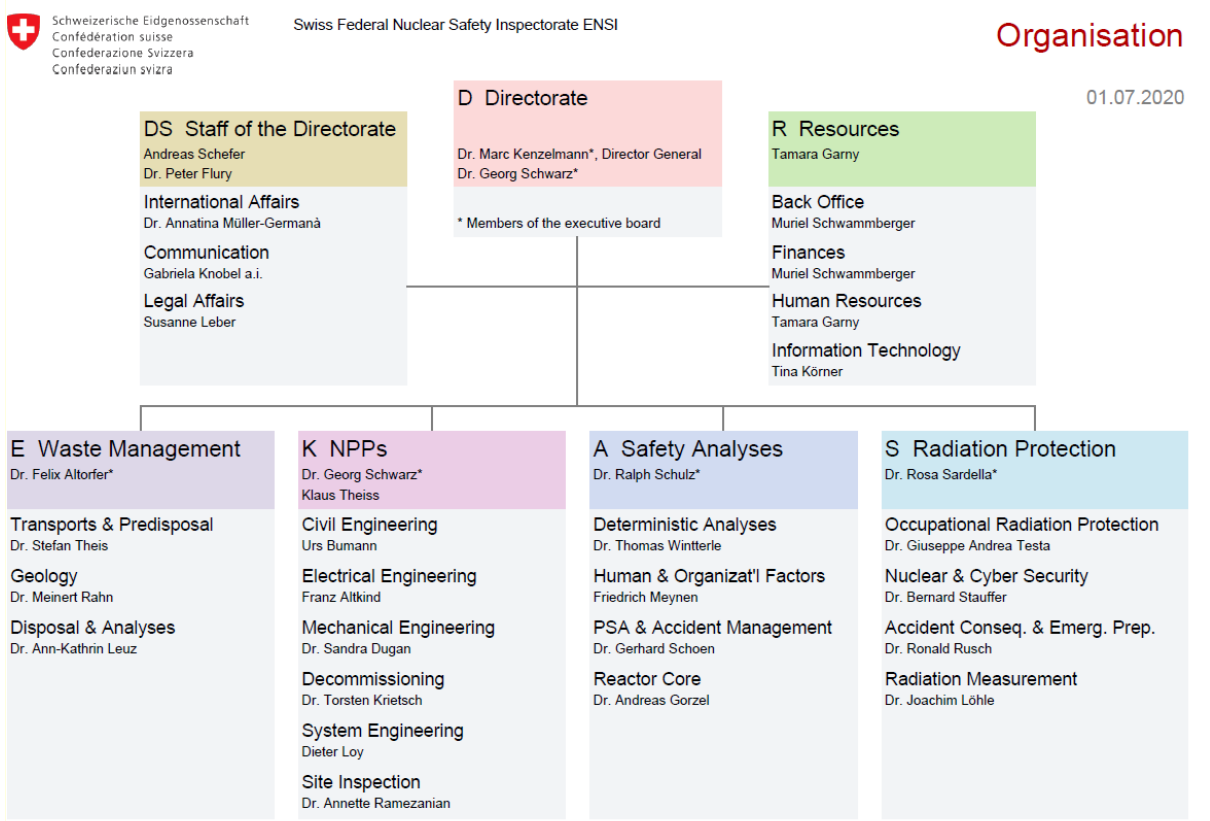 Schweizerische Eidgenossenschaft
Confédération suisse
Confederazione Svizzera
Confederaziun svizra
Swiss Federal Nuclear Safety Inspectorate ENSI
Organisation
01.07.2020
D Directorate
Dr. Marc Kenzelmann*, Director General
Dr. Georg Schwarz*
* Members of the executive board
DS Staff of the Directorate
Andreas Schefer
Dr. Peter Flury
International Affairs
Dr. Annatina Müller-Germanà
Communication
Gabriela Knobel a.i.
Legal Affairs
Susanne Leber
R Resources
Tamara Garny
Back Office
Muriel Schwammberger
Finances
Muriel Schwammberger
Human Resources
Tamara Garny
Information Technology
Tina Körner
E Waste Management
Dr. Felix Altorfer*
Transports & Predisposal
Dr. Stefan Theis
Geology
Dr. Meinert Rahn
Disposal & Analyses
Dr. Ann-Kathrin Leuz
K NPPs
Dr. Georg Schwarz*
Klaus Theiss
Civil Engineering
Urs Bumann
Electrical Engineering
Franz Altkind
Mechanical Engineering
Dr. Sandra Dugan
Decommissioning
Dr. Torsten Krietsch
System Engineering
Dieter Loy
Site Inspection
Dr. Annette Ramezanian
A Safety Analyses
Dr. Ralph Schulz*
Deterministic Analyses
Dr. Thomas Wintterle
Human & Organizat'l Factors
Friedrich Meynen
PSA & Accident Management
Dr. Gerhard Schoen
Reactor Core
Dr. Andreas Gorzel
S Radiation Protection
Dr. Rosa Sardella*
Occupational Radiation Protection
Dr. Giuseppe Andrea Testa
Nuclear & Cyber Security
Dr. Bernard Stauffer
Accident Conseq. & Emerg. Prep.
Dr. Ronald Rusch
Radiation Measurement
Dr. Joachim Löhle